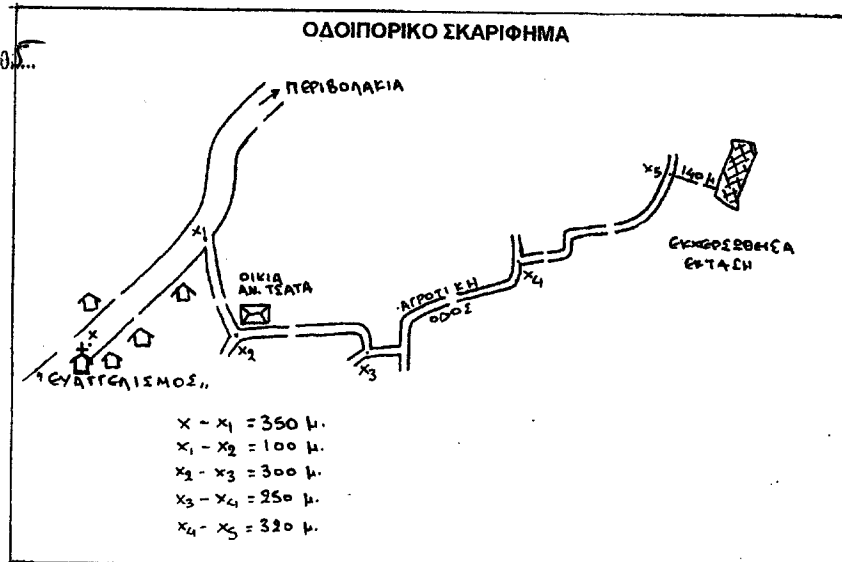 ΟΔΟΙΠΟΡΙΚΟ ΣΚΑΡΙΦΗΜΑ
ΠΕΡΙΒΟΛΑΚΙΑ
x1
x5
140 μ
ΕΚΧΕΡΣΩΘΗΣΑ
ΕΚΤΑΣΗ
ΟΙΚΙΑ
ΑΝ. ΤΣΑΤΑ
ΑΓΡΟΤΙΚΗ
ΟΔΟΣ
x4
x
x2
x3
"ΕΥΑΓΓΕΛΙΣΜΟΣ"
x - x1 = 350 μ.
x1 - x2 = 100 μ.
x2 - x3 = 300 μ.
x3 - x4 = 250 μ.
x4 - x5 = 320 μ.